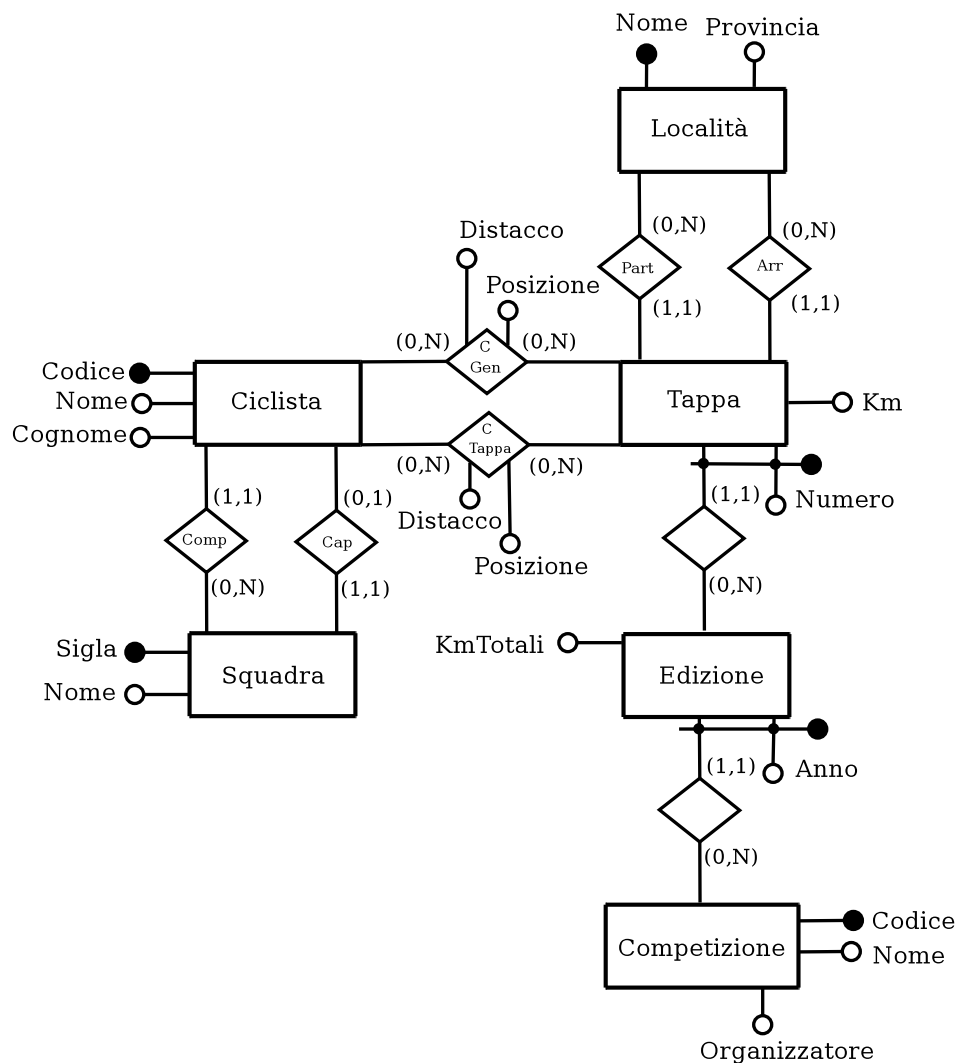 Nome
Provincia
Località
(0,N)
(0,N)
Distacco
Part
Arr
Posizione
(1,1)
(1,1)
(0,N)
C
Gen
(0,N)
Codice
Nome
Cognome
Ciclista
Tappa
Km
C
Tappa
(0,N)
(0,N)
(1,1)
(0,1)
Distacco
(1,1)
Numero
Comp
Cap
Posizione
(0,N)
(1,1)
(0,N)
Sigla
Nome
Squadra
KmTotali
Edizione
(1,1)
Anno
(0,N)
Competizione
Codice
Nome
Organizzatore